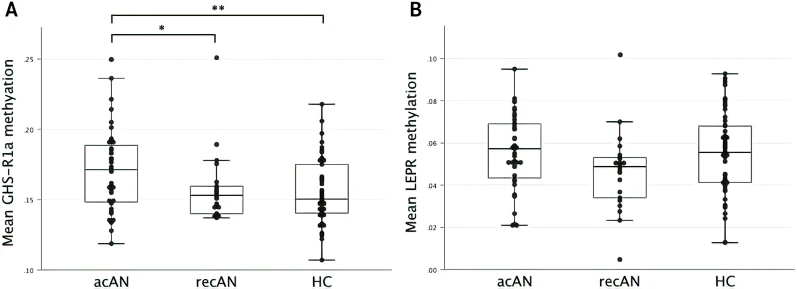 A
**
*
Mean GHS-R1a methyation
.25
.20
.15
.10
acAN recAN HC
B
Mean LEPR methylation
.10
.08
.06
.04
.02
.00
acAN recAN HC